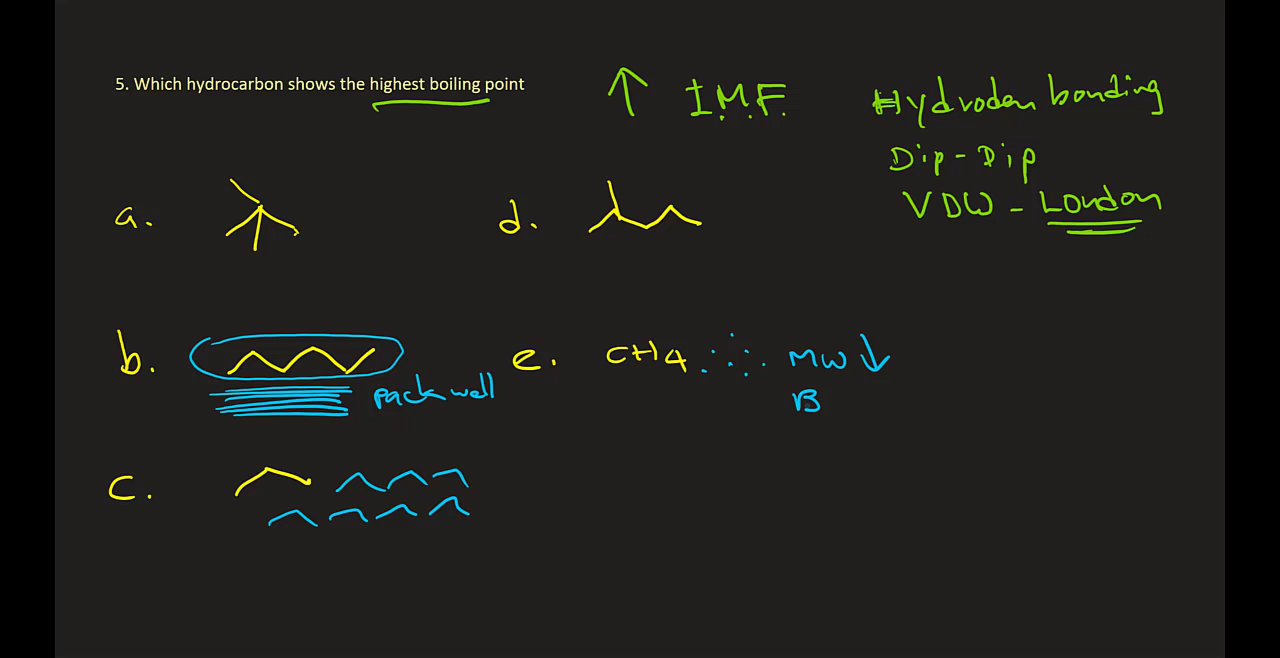 5. Which hydrocarbon shows the highest boiling point
↑ I.M.F.
Hydroden bonding
Dip - Dip
VDW - London
a.
d.
b.
pack well
e. CH4
MW ↓
B
c.